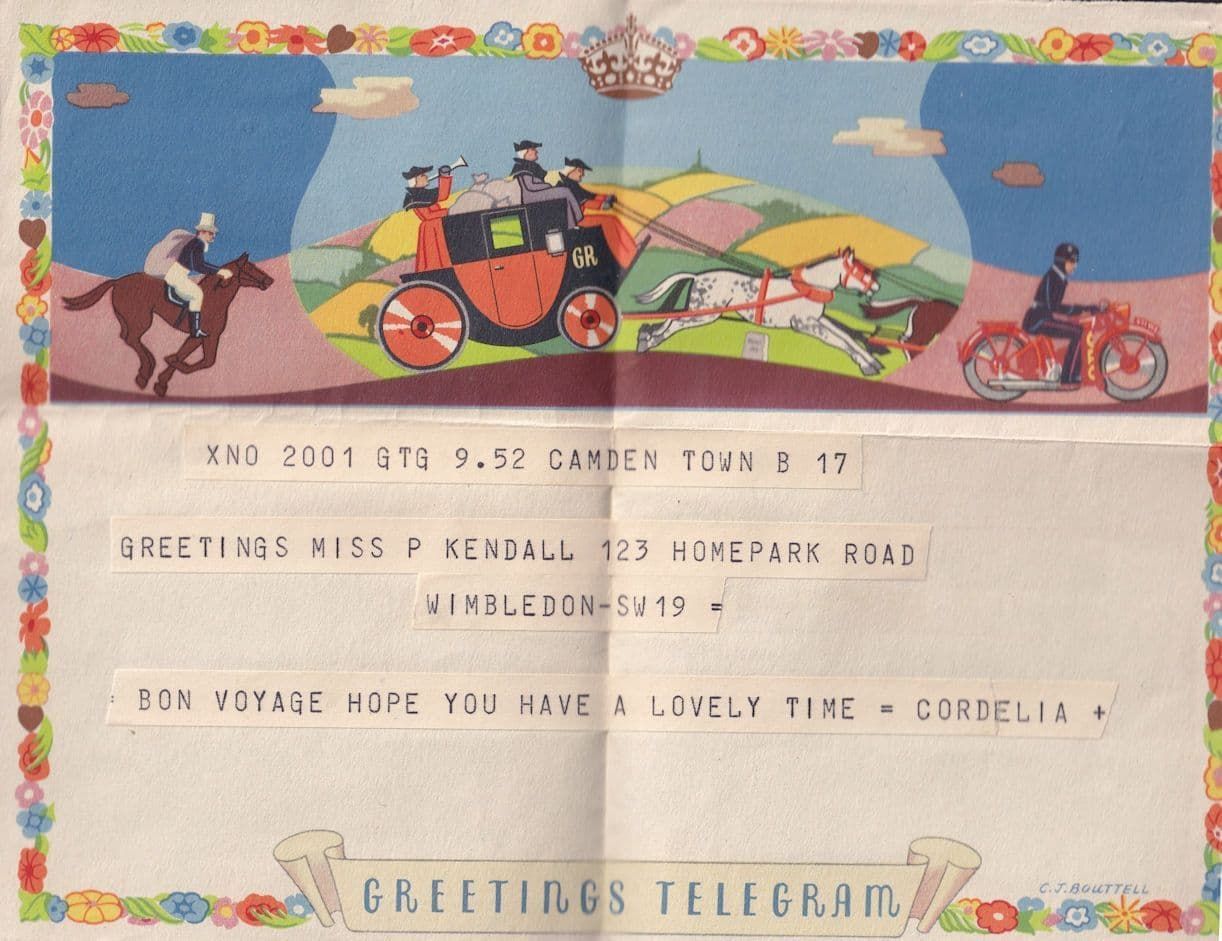 GR
XNO 2001 GTG 9.52 CAMDEN TOWN B 17
GREETINGS MISS P KENDALL 123 HOMEPARK ROAD
WIMBLEDON-SW19 =
: BON VOYAGE HOPE YOU HAVE A LOVELY TIME = CORDELIA +
C.J.BOUTTELL
GREETINGS TELEGRAM